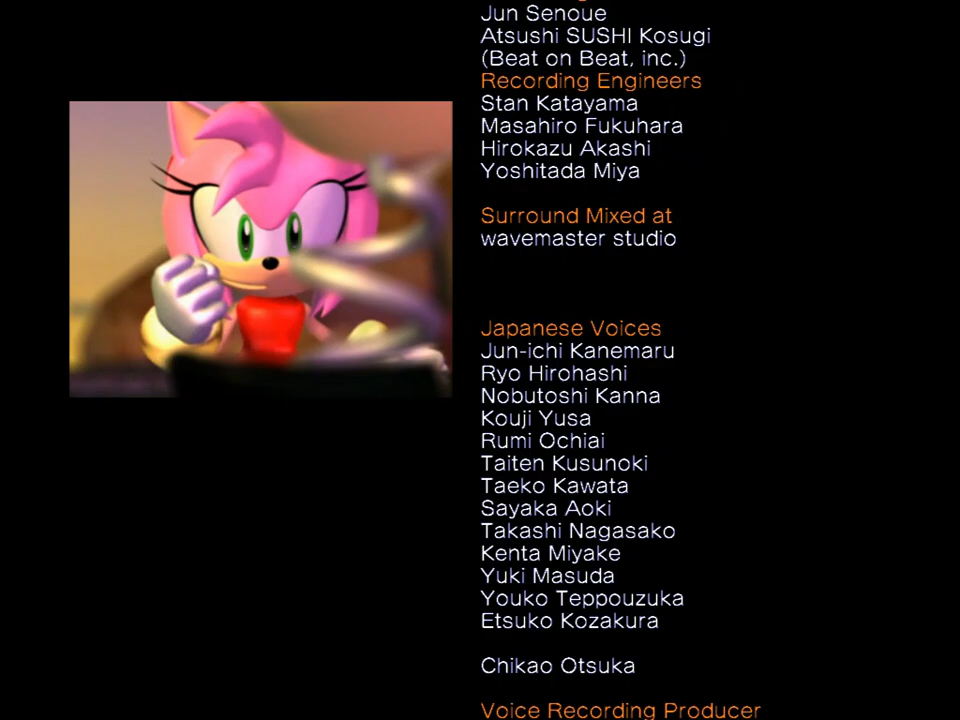 Jun Senoue
Atsushi SUSHI Kosugi
(Beat on Beat, inc.)
Recording Engineers
Stan Katayama
Masahiro Fukuhara
Hirokazu Akashi
Yoshitada Miya
Surround Mixed at
wavemaster studio
Japanese Voices
Jun-ichi Kanemaru
Ryo Hirohashi
Nobutoshi Kanna
Kouji Yusa
Rumi Ochiai
Taiten Kusunoki
Taeko Kawata
Sayaka Aoki
Takashi Nagasako
Kenta Miyake
Yuki Masuda
Youko Teppouzuka
Etsuko Kozakura
Chikao Otsuka
Voice Recording Producer